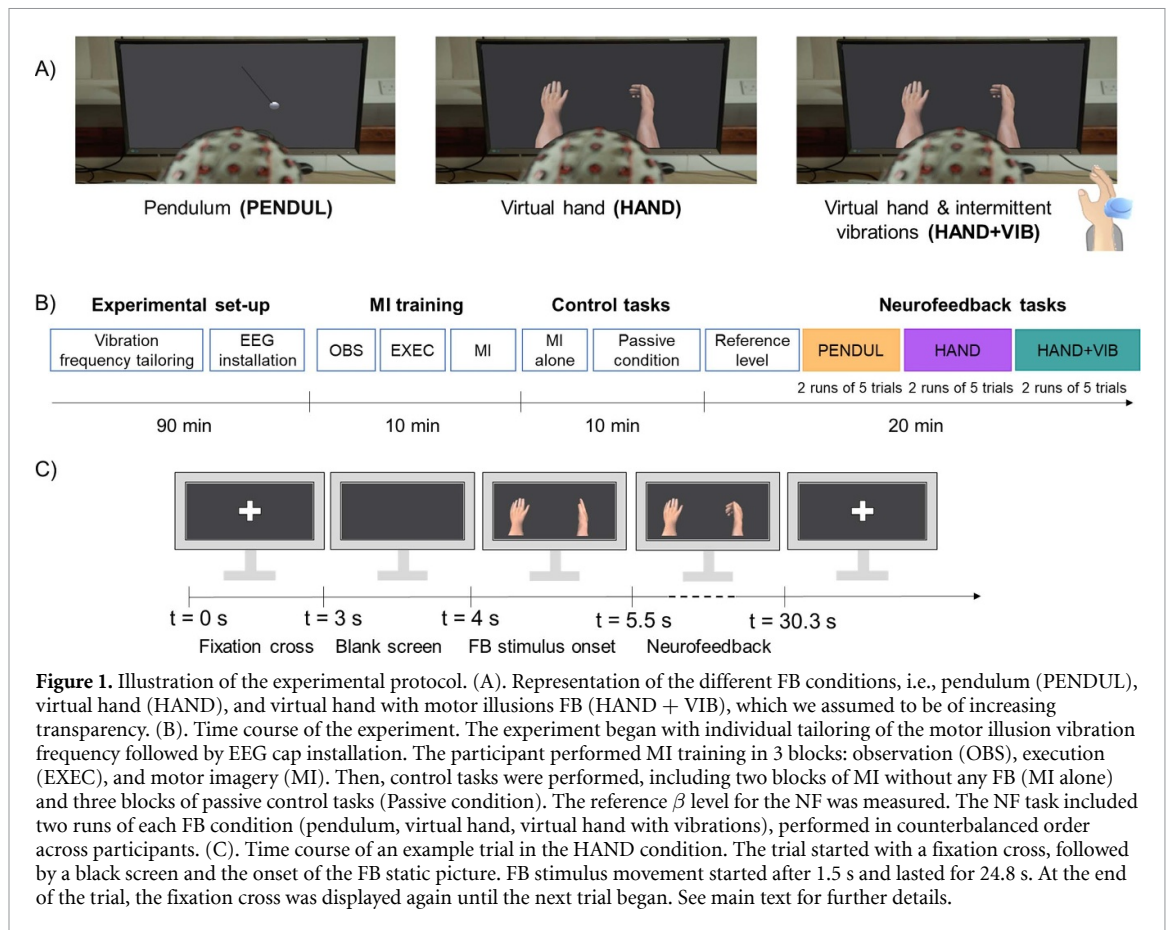 A)
Pendulum (PENDUL)
Virtual hand (HAND)
Virtual hand & intermittent
vibrations (HAND+VIB)
B)
Experimental set-up
MI training
Control tasks
Neurofeedback tasks
Vibration
frequency tailoring
EEG
installation
OBS
EXEC
MI
MI
alone
Passive
condition
Reference
level
PENDUL
HAND
HAND+VIB
2 runs of 5 trials
2 runs of 5 trials
2 runs of 5 trials
90 min
10 min
10 min
20 min
C)
t = 0 s
t = 3 s
t = 4 s
t = 5.5 s
t = 30.3 s
Fixation cross
Blank screen
FB stimulus onset
Neurofeedback
Figure 1. Illustration of the experimental protocol. (A). Representation of the different FB conditions, i.e., pendulum (PENDUL),
virtual hand (HAND), and virtual hand with motor illusions FB (HAND + VIB), which we assumed to be of increasing
transparency. (B). Time course of the experiment. The experiment began with individual tailoring of the motor illusion vibration
frequency followed by EEG cap installation. The participant performed MI training in 3 blocks: observation (OBS), execution
(EXEC), and motor imagery (MI). Then, control tasks were performed, including two blocks of MI without any FB (MI alone)
and three blocks of passive control tasks (Passive condition). The reference β level for the NF was measured. The NF task included
two runs of each FB condition (pendulum, virtual hand, virtual hand with vibrations), performed in counterbalanced order
across participants. (C). Time course of an example trial in the HAND condition. The trial started with a fixation cross, followed
by a black screen and the onset of the FB static picture. FB stimulus movement started after 1.5 s and lasted for 24.8 s. At the end
of the trial, the fixation cross was displayed again until the next trial began. See main text for further details.